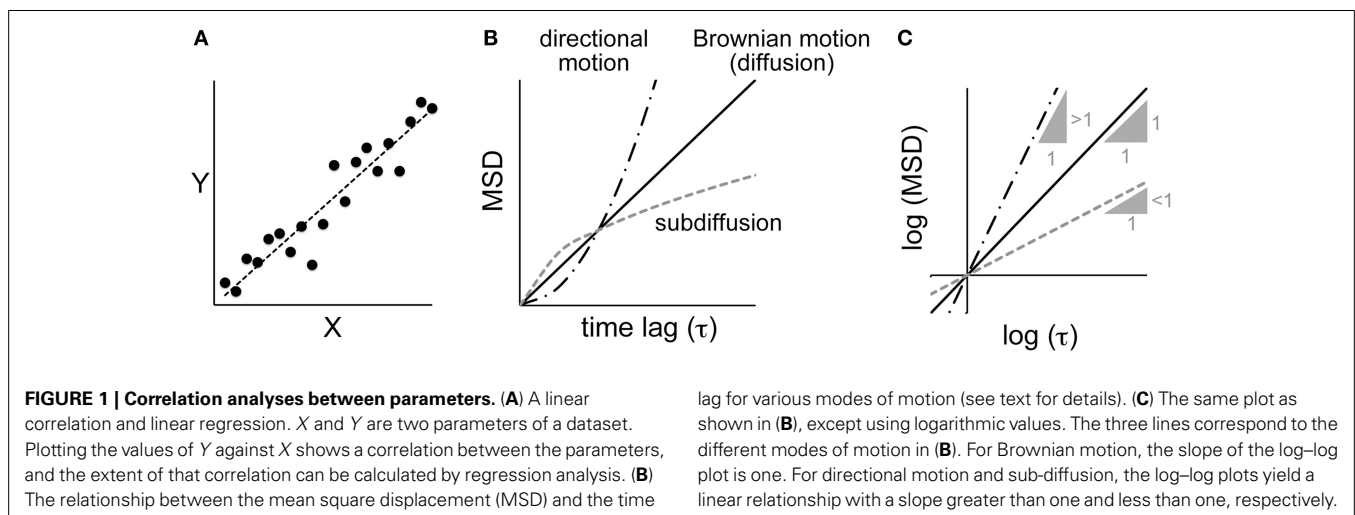 A
Y
X
B
directional
motion
Brownian motion
(diffusion)
MSD
subdiffusion
time lag (τ)
C
log (MSD)
>1
1
1
1
<1
1
log (τ)
FIGURE 1 | Correlation analyses between parameters. (A) A linear
correlation and linear regression. X and Y are two parameters of a dataset.
Plotting the values of Y against X shows a correlation between the parameters,
and the extent of that correlation can be calculated by regression analysis. (B)
The relationship between the mean square displacement (MSD) and the time
lag for various modes of motion (see text for details). (C) The same plot as
shown in (B), except using logarithmic values. The three lines correspond to the
different modes of motion in (B). For Brownian motion, the slope of the log–log
plot is one. For directional motion and sub-diffusion, the log–log plots yield a
linear relationship with a slope greater than one and less than one, respectively.